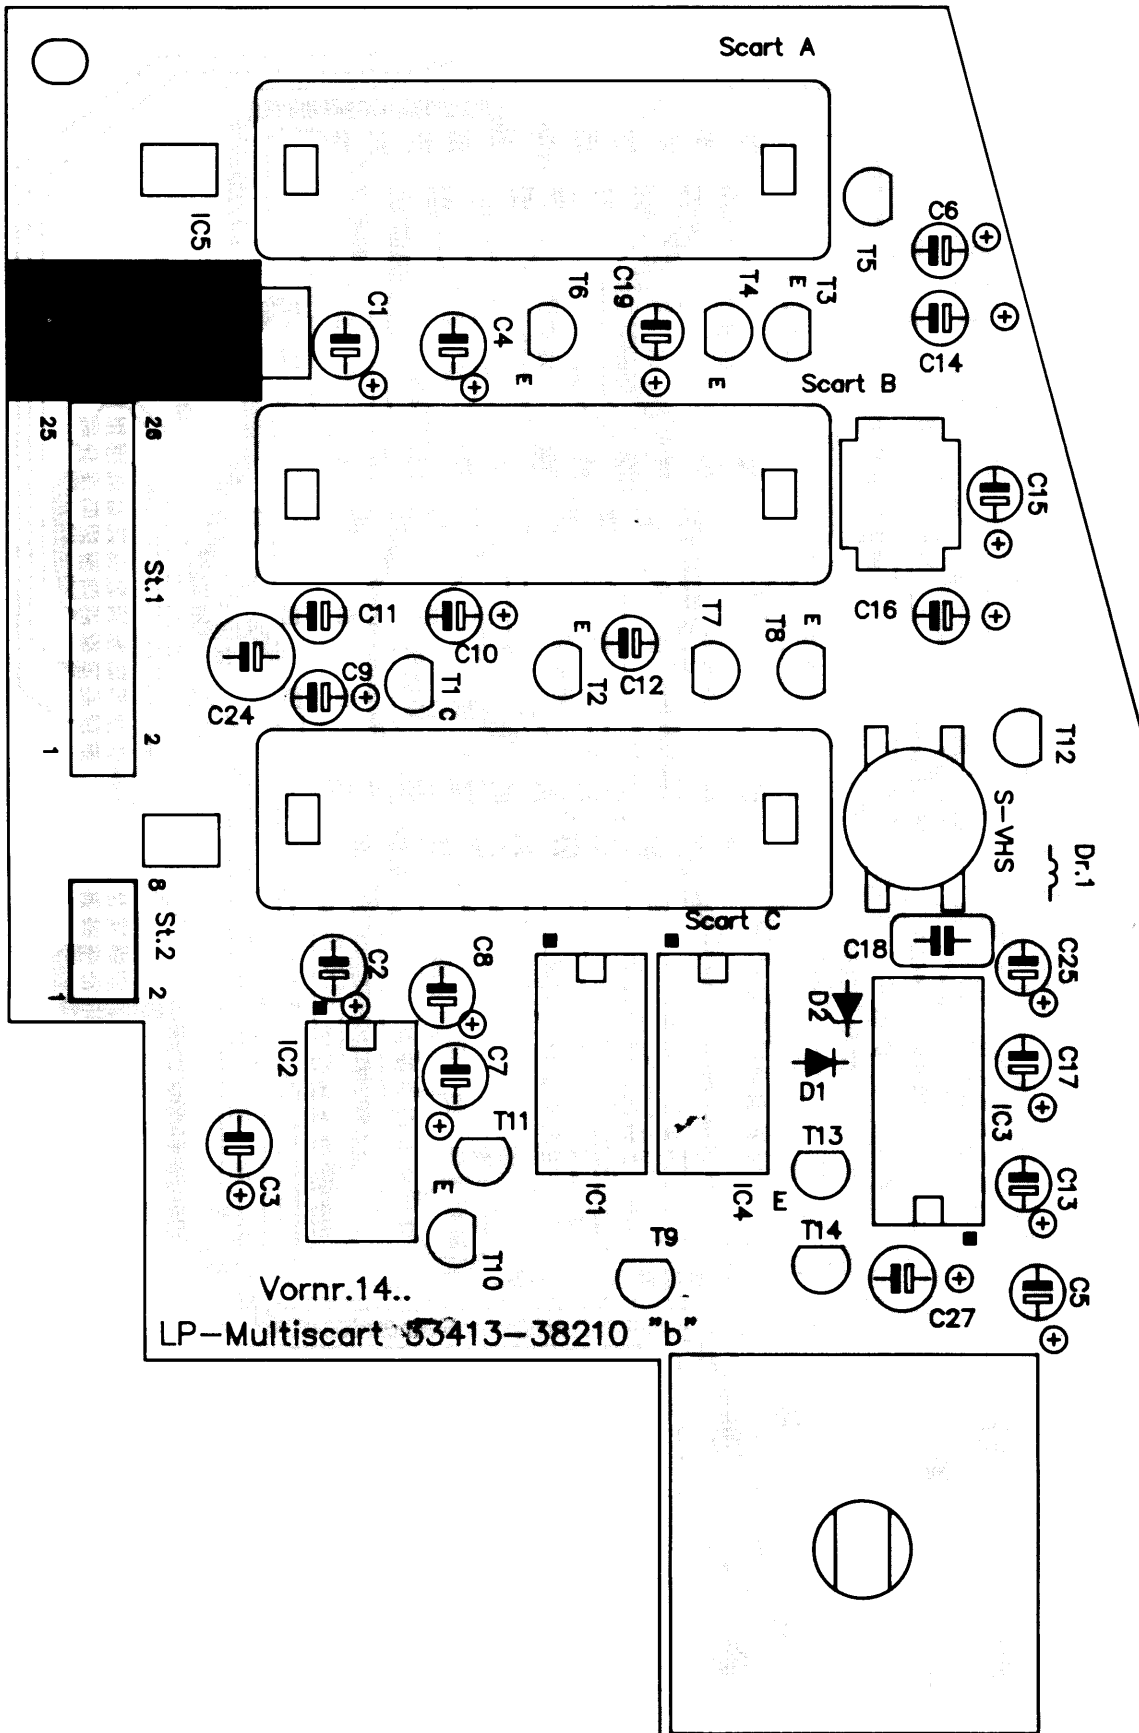 Scart A
IC5
C6
T5
C1
C4
T6
E
C19
T4
E
E
T3
C14
Scart B
25
26
C15
St.1
C11
C10
E
T2
C12
T7
T8
E
C16
C24
C9
T1
C
1
2
T12
S-VHS
Dr.1
Scart C
8
St.2
1
2
C2
C8
C18
C25
D2
IC2
C7
D1
C17
T11
T13
IC3
C3
E
IC1
IC4
E
C13
T10
T9
T14
Vornr.14..
C27
C5
LP-Multiscart 33413-38210 "b"